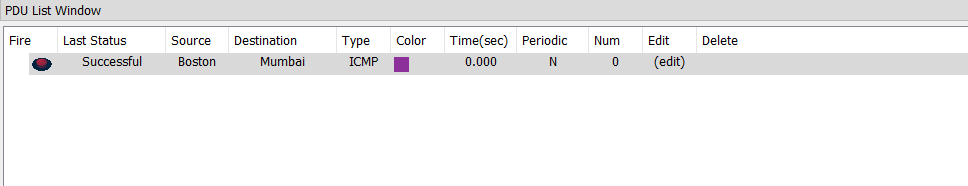 PDU List Window
Fire Last Status Source Destination Type Color Time(sec) Periodic Num Edit Delete
Successful Boston Mumbai ICMP 0.000 N 0 (edit)